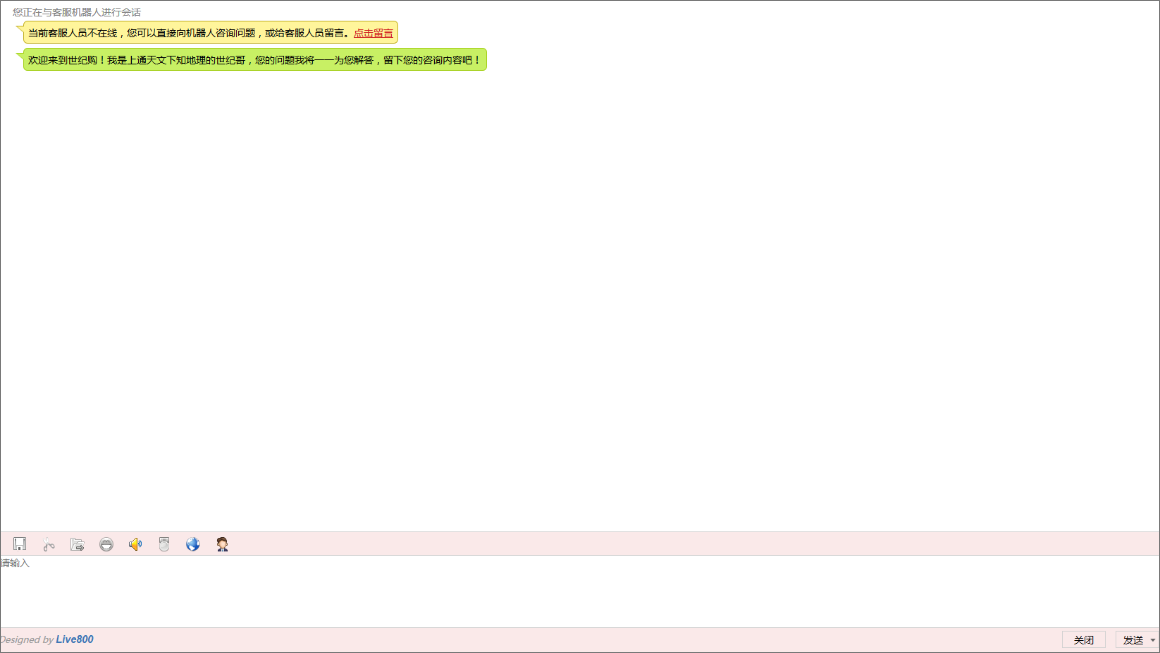 您正在与客服机器人进行会话
当前客服人员不在线，您可以直接向机器人咨询问题，或给客服人员留言。点击留言
欢迎来到世纪购！我是上通天文下知地理的世纪哥，您的问题我将一一为您解答，留下您的咨询内容吧！
请输入
Designed by Live800
关闭
发送